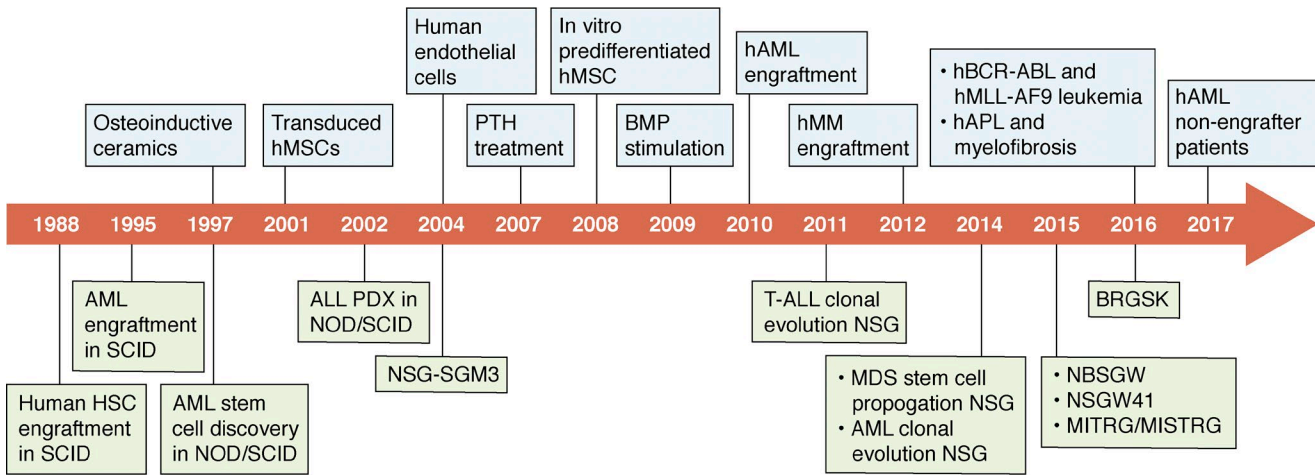 Human
endothelial
cells
In vitro
predifferentiated
hMSC
hAML
engraftment
• hBCR-ABL and
hMLL-AF9 leukemia
• hAPL and
myelofibrosis
hAML
non-engrafter
patients
Osteoinductive
ceramics
Transduced
hMSCs
PTH
treatment
BMP
stimulation
hMM
engraftment
1988 1995 1997 2001 2002 2004 2007 2008 2009 2010 2011 2012 2014 2015 2016 2017
AML
engraftment
in SCID
ALL PDX in
NOD/SCID
T-ALL clonal
evolution NSG
BRGSK
NSG-SGM3
Human HSC
engraftment
in SCID
AML stem
cell discovery
in NOD/SCID
• MDS stem cell
propogation NSG
• AML clonal
evolution NSG
• NBSGW
• NSGW41
• MITRG/MISTRG